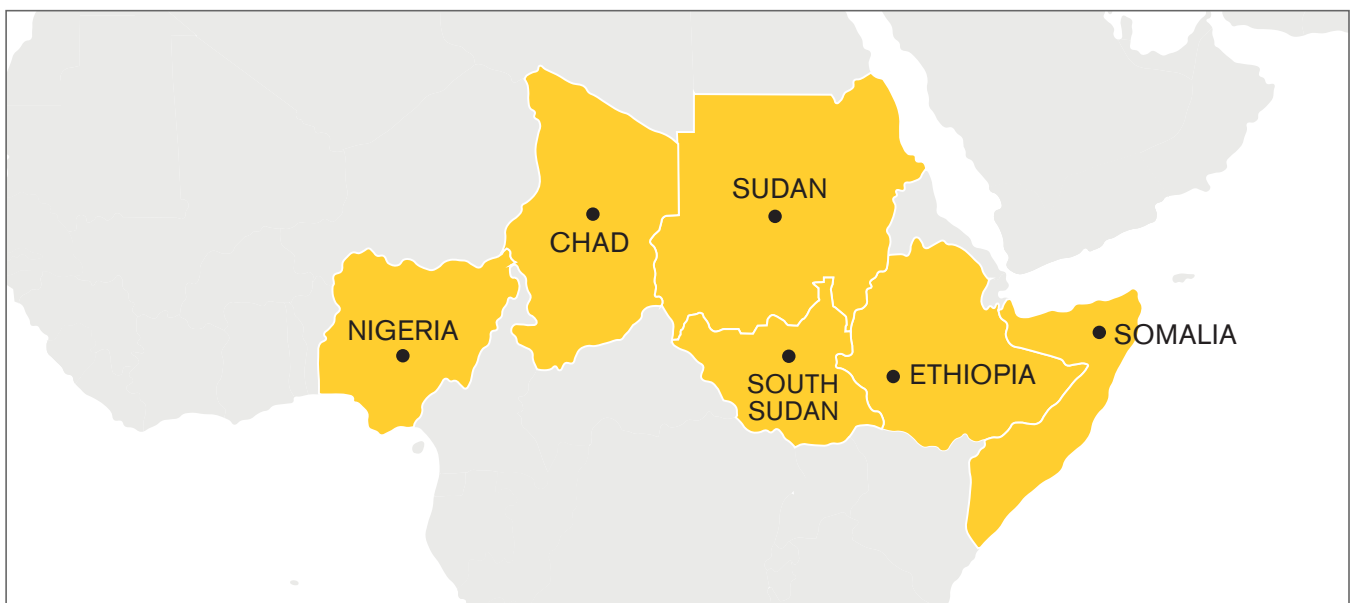 SUDAN
CHAD
NIGERIA
SOMALIA
ETHIOPIA
SOUTH
SUDAN